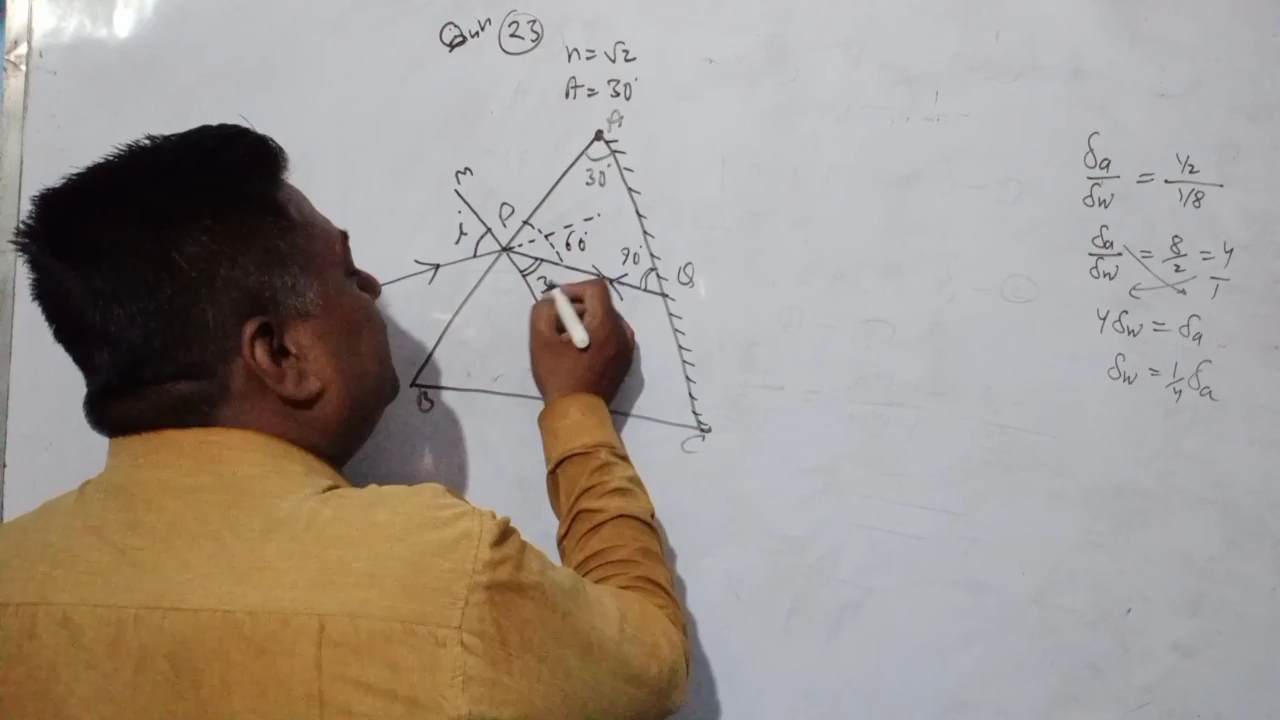 Quⁿ (23)
n = √2
A = 30°
A
30°
M
i
P
60°
90°
Q
3
B
C
δa/δw = (1/2)/(1/8)
δa/δw = 8/2 = 4/1
4δw = δa
δw = 1/4 δa